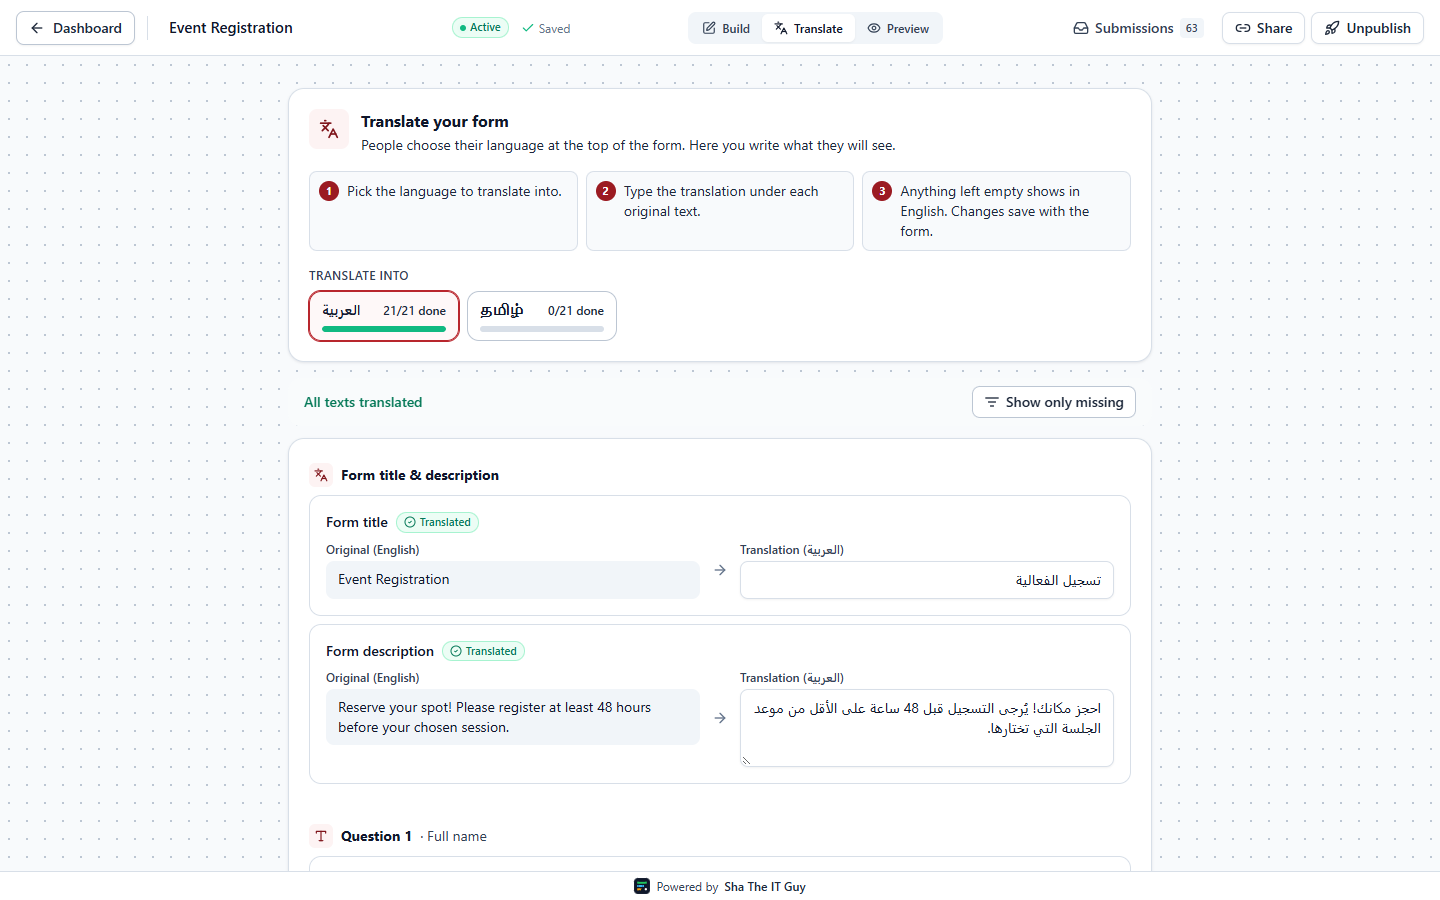 Dashboard
Event Registration
Active
Saved
Build
Translate
Preview
Submissions 63
Share
Unpublish
Translate your form
People choose their language at the top of the form. Here you write what they will see.
1 Pick the language to translate into.
2 Type the translation under each
original text.
3 Anything left empty shows in
English. Changes save with the
form.
TRANSLATE INTO
العربية 21/21 done
தமிழ் 0/21 done
All texts translated
Show only missing
Form title & description
Form title Translated
Original (English)
Event Registration
Translation (العربية)
تسجيل الفعالية
Form description Translated
Original (English)
Reserve your spot! Please register at least 48 hours
before your chosen session.
Translation (العربية)
احجز مكانك! يُرجى التسجيل قبل 48 ساعة على الأقل من موعد
الجلسة التي تختارها.
Question 1 · Full name
Powered by Sha The IT Guy